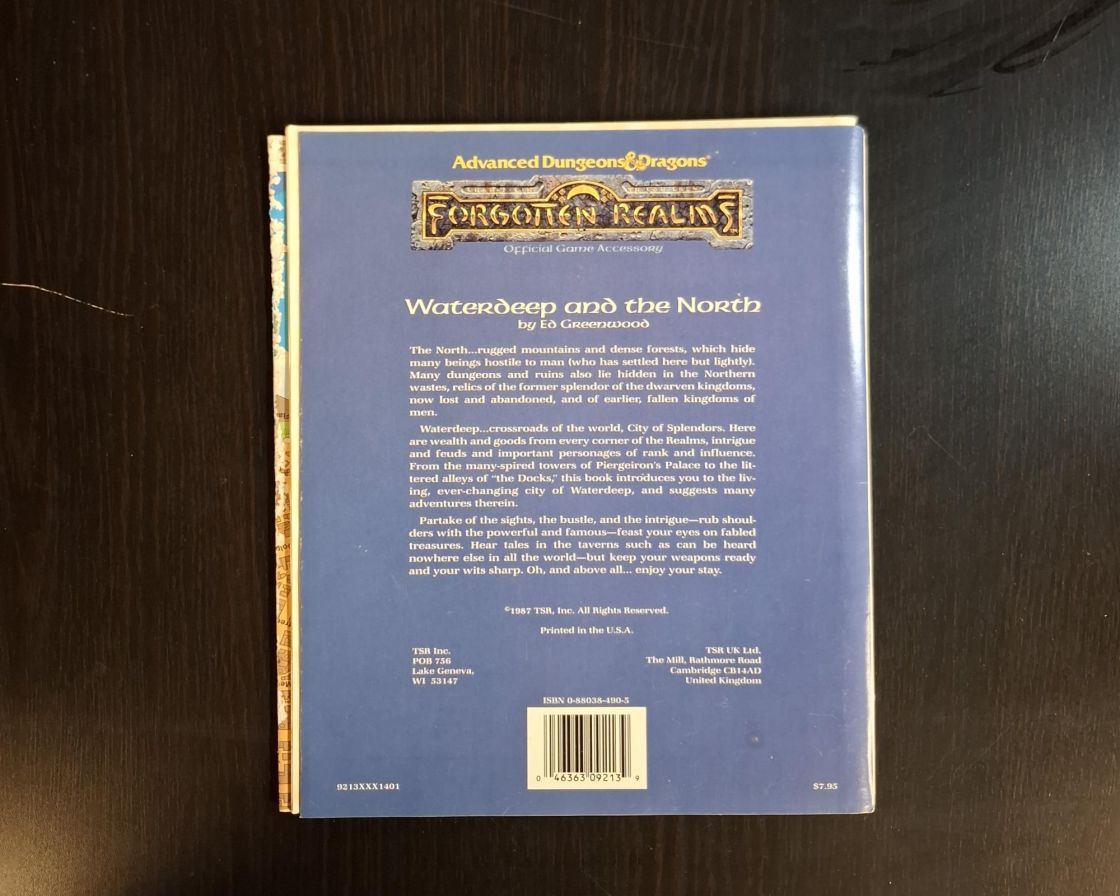 Advanced Dungeons&Dragons®
FORGOTTEN REALMS
Official Game Accessory
Waterdeep and the North
by Ed Greenwood
The North...rugged mountains and dense forests, which hide
many beings hostile to man (who has settled here but lightly).
Many dungeons and ruins also lie hidden in the Northern
wastes, relics of the former splendor of the dwarven kingdoms,
now lost and abandoned, and of earlier, fallen kingdoms of
men.
Waterdeep...crossroads of the world, City of Splendors. Here
are wealth and goods from every corner of the Realms, intrigue
and feuds and important personages of rank and influence.
From the many-spired towers of Piergeiron's Palace to the lit-
tered alleys of "the Docks," this book introduces you to the liv-
ing, ever-changing city of Waterdeep, and suggests many
adventures therein.
Partake of the sights, the bustle, and the intrigue—rub shoul-
ders with the powerful and famous—feast your eyes on fabled
treasures. Hear tales in the taverns such as can be heard
nowhere else in all the world—but keep your weapons ready
and your wits sharp. Oh, and above all... enjoy your stay.
©1987 TSR, Inc. All Rights Reserved.
Printed in the U.S.A.
TSR Inc.
POB 756
Lake Geneva,
WI 53147
TSR UK Ltd.
The Mill, Rathmore Road
Cambridge CB14AD
United Kingdom
ISBN 0-88038-490-5
0 46363 09213 9
9213XXX1401
$7.95